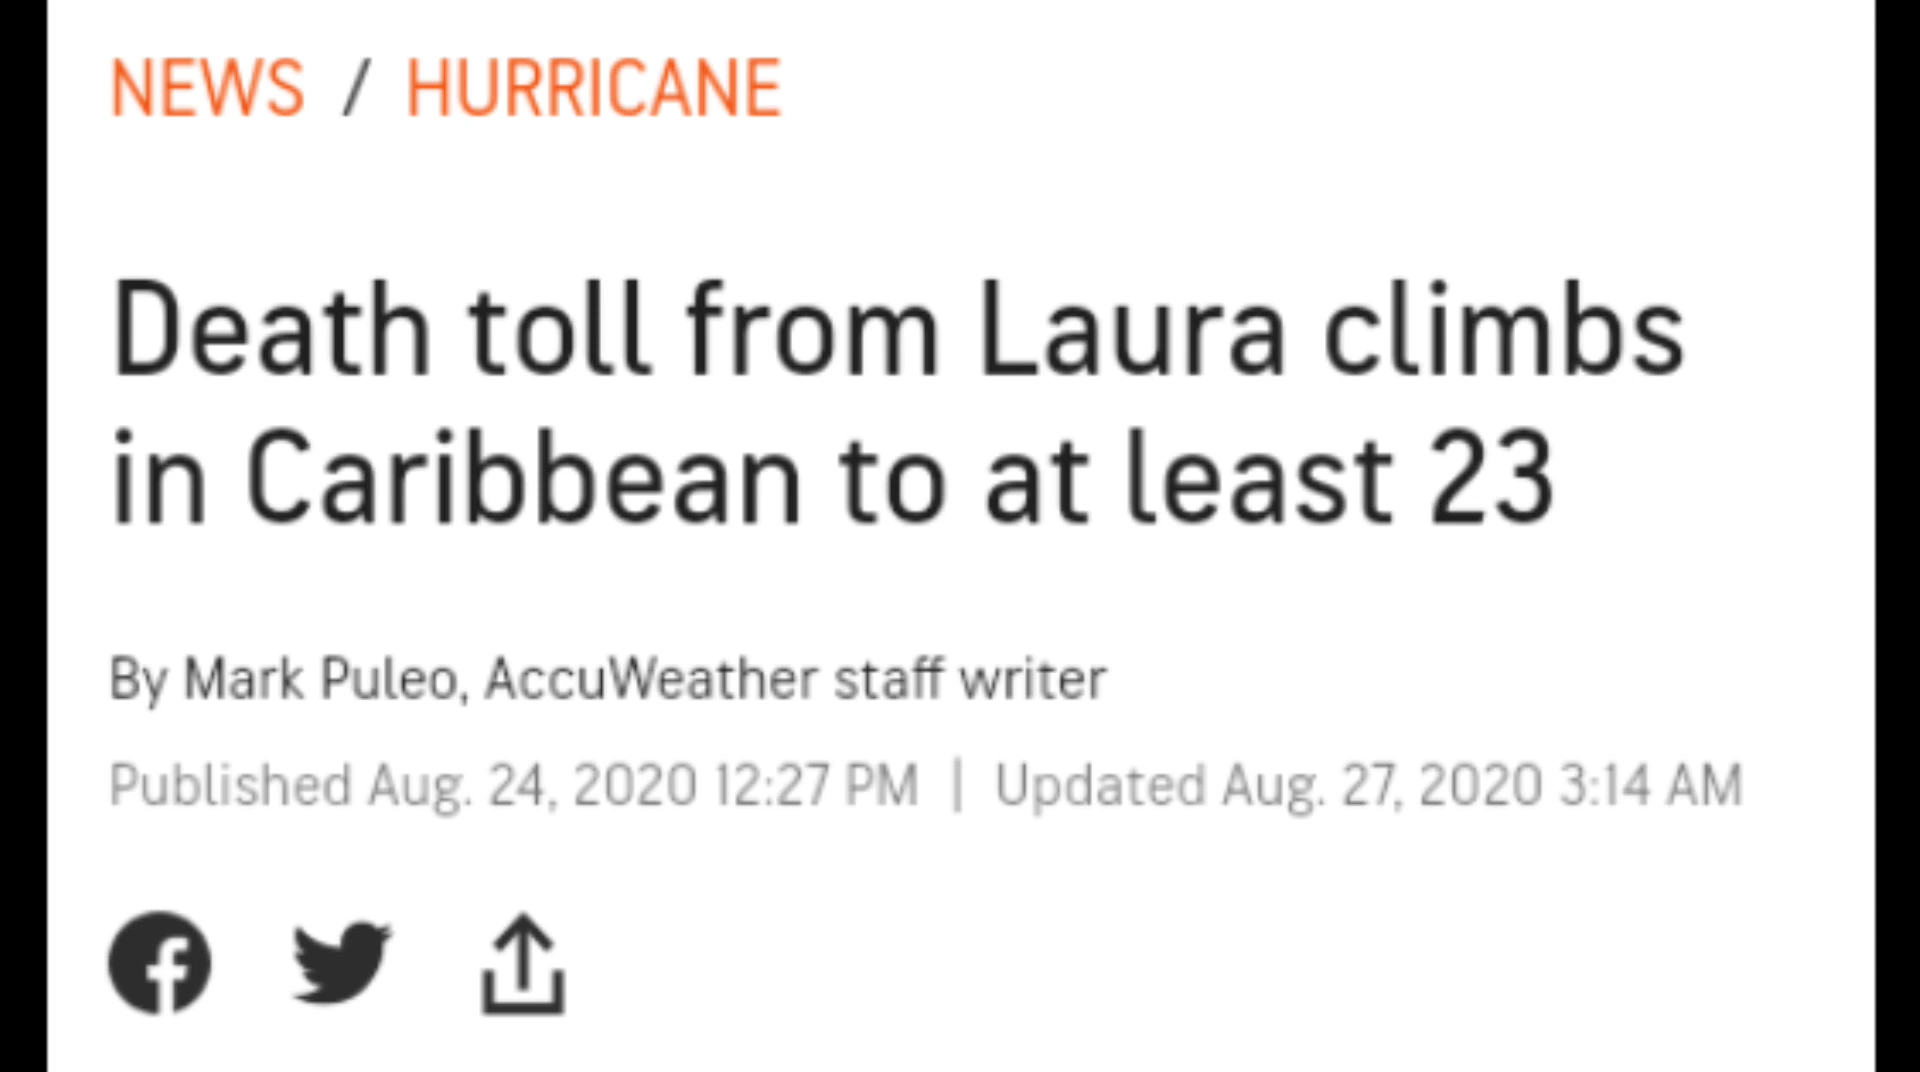 NEWS / HURRICANE
Death toll from Laura climbs
in Caribbean to at least 23
By Mark Puleo, AccuWeather staff writer
Published Aug. 24, 2020 12:27 PM | Updated Aug. 27, 2020 3:14 AM